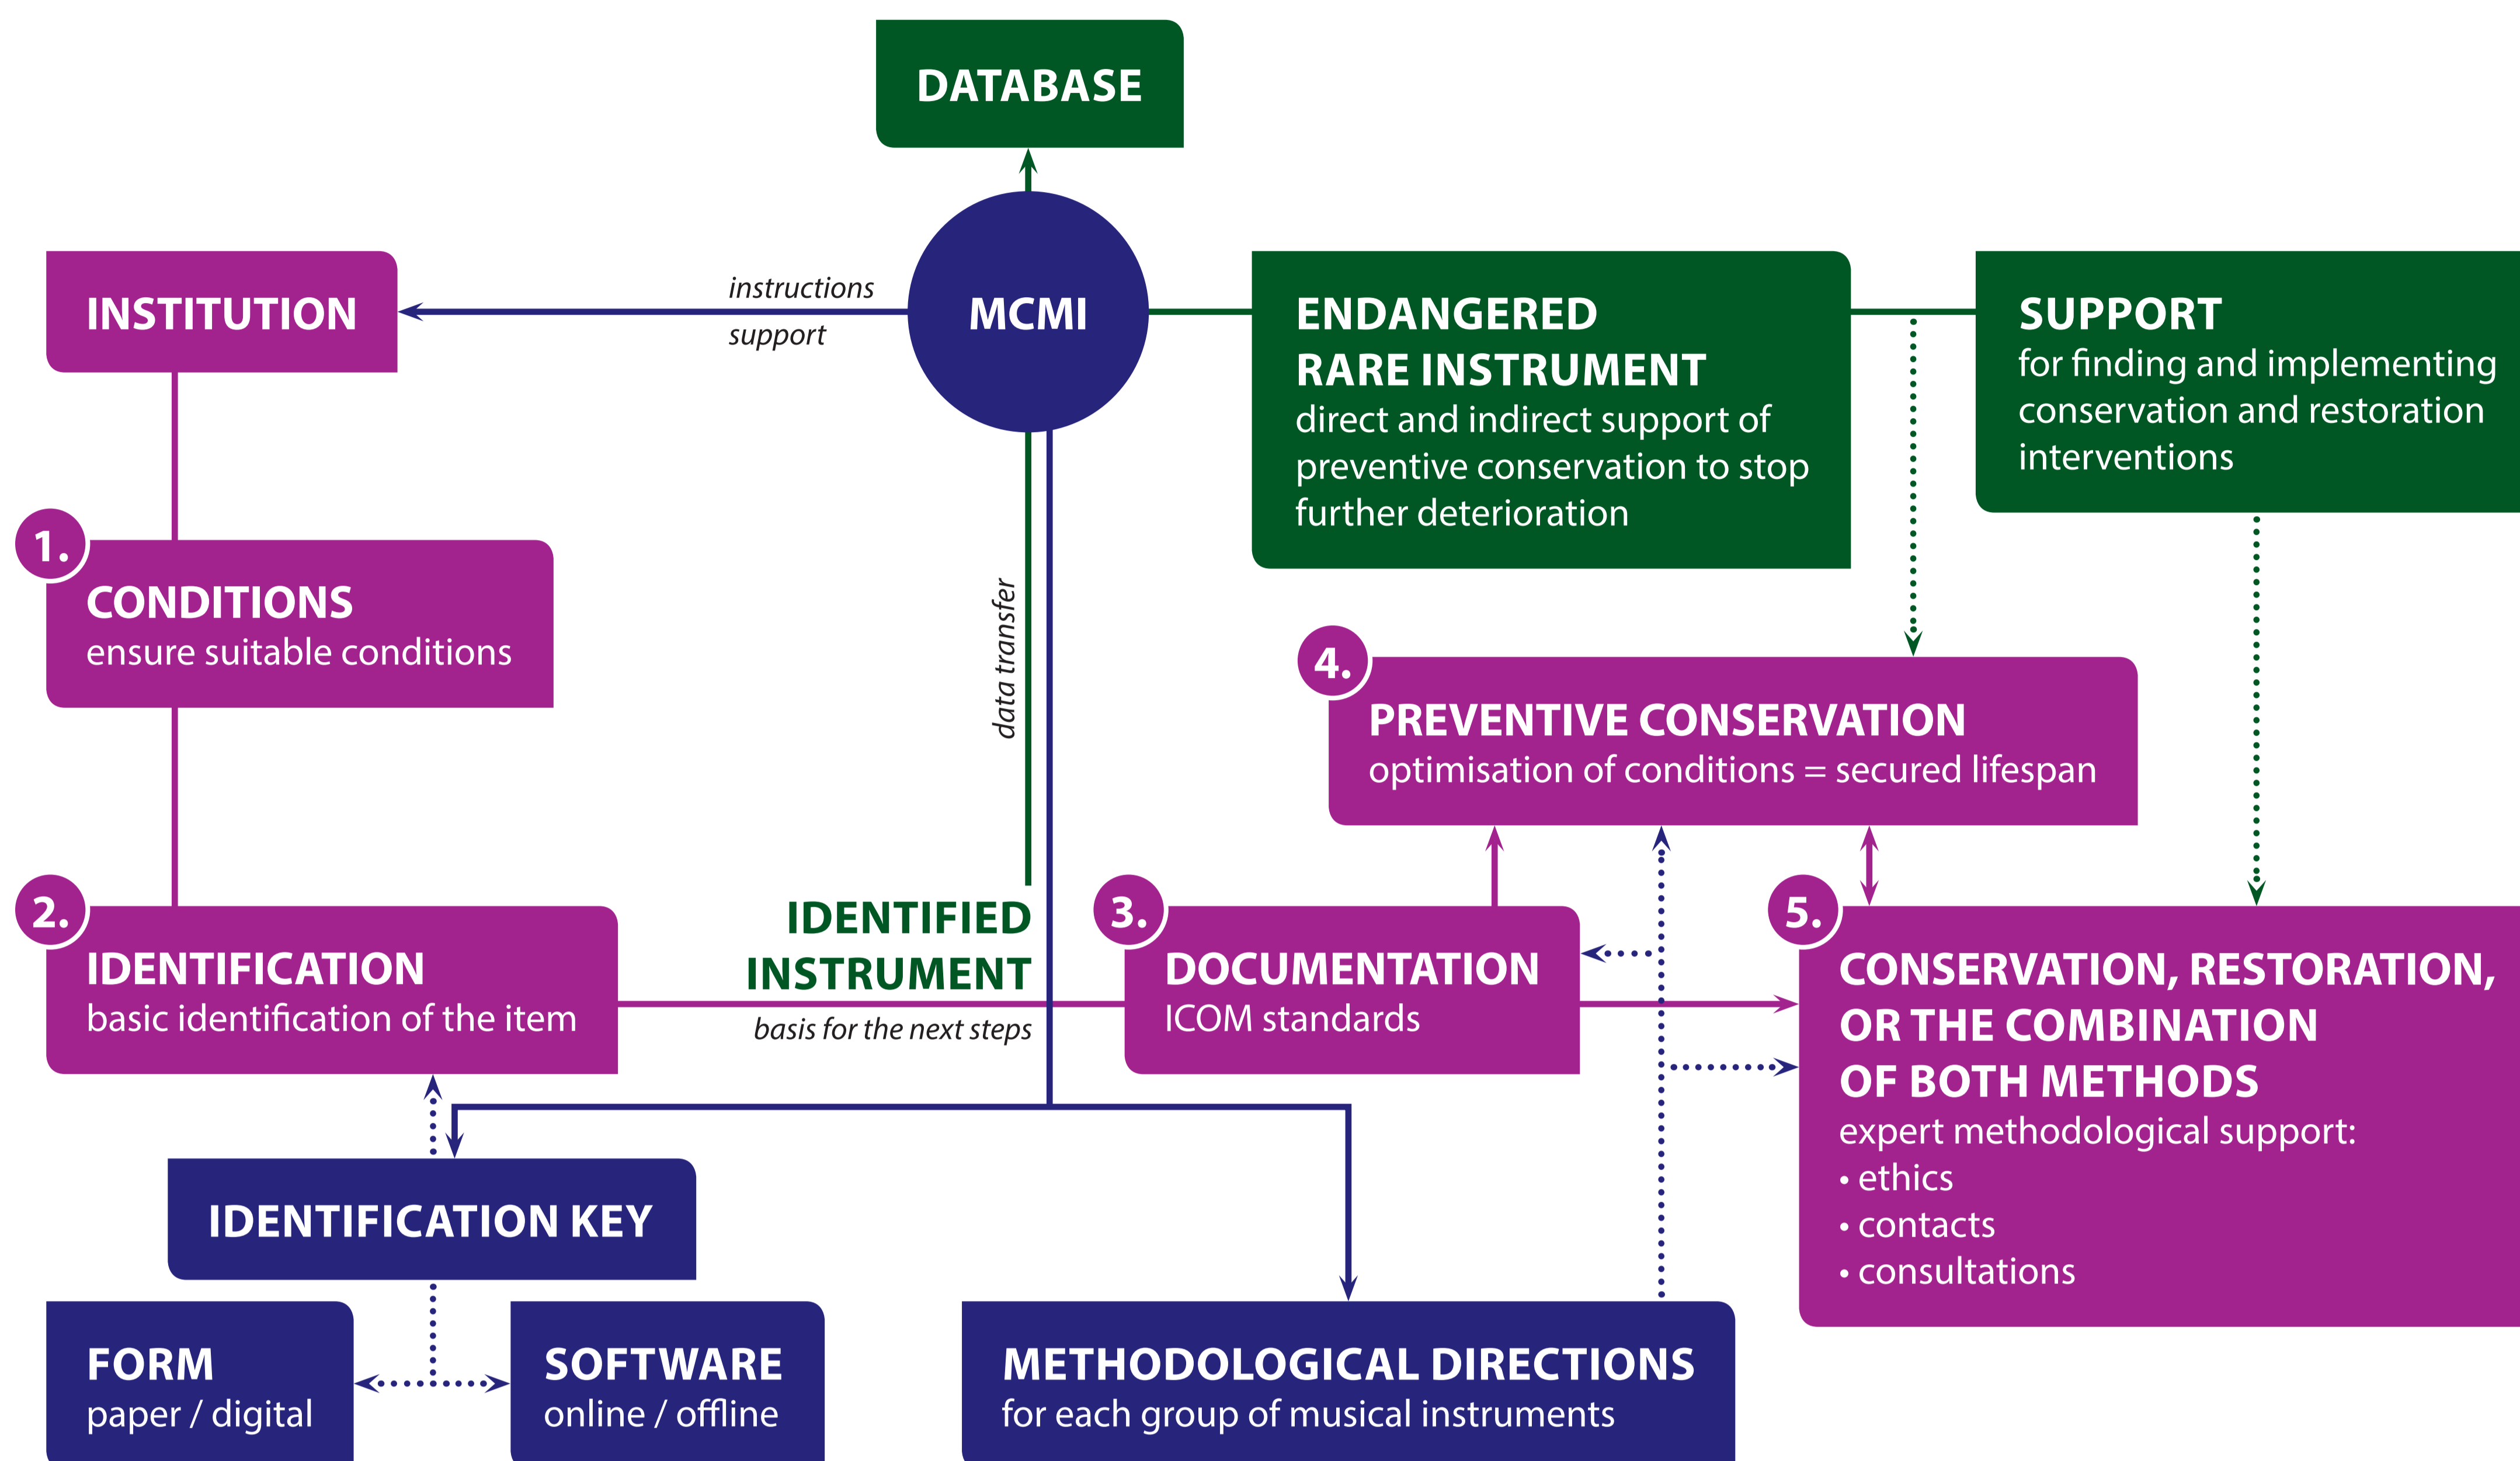 DATABASE
INSTITUTION
instructions
support
MCMI
ENDANGERED
RARE INSTRUMENT
direct and indirect support of
preventive conservation to stop
further deterioration
SUPPORT
for finding and implementing
conservation and restoration
interventions
1.
CONDITIONS
ensure suitable conditions
data transfer
4.
PREVENTIVE CONSERVATION
optimisation of conditions = secured lifespan
2.
IDENTIFICATION
basic identification of the item
IDENTIFIED
INSTRUMENT
basis for the next steps
3.
DOCUMENTATION
ICOM standards
5.
CONSERVATION, RESTORATION,
OR THE COMBINATION
OF BOTH METHODS
expert methodological support:
• ethics
• contacts
• consultations
IDENTIFICATION KEY
FORM
paper / digital
SOFTWARE
online / offline
METHODOLOGICAL DIRECTIONS
for each group of musical instruments